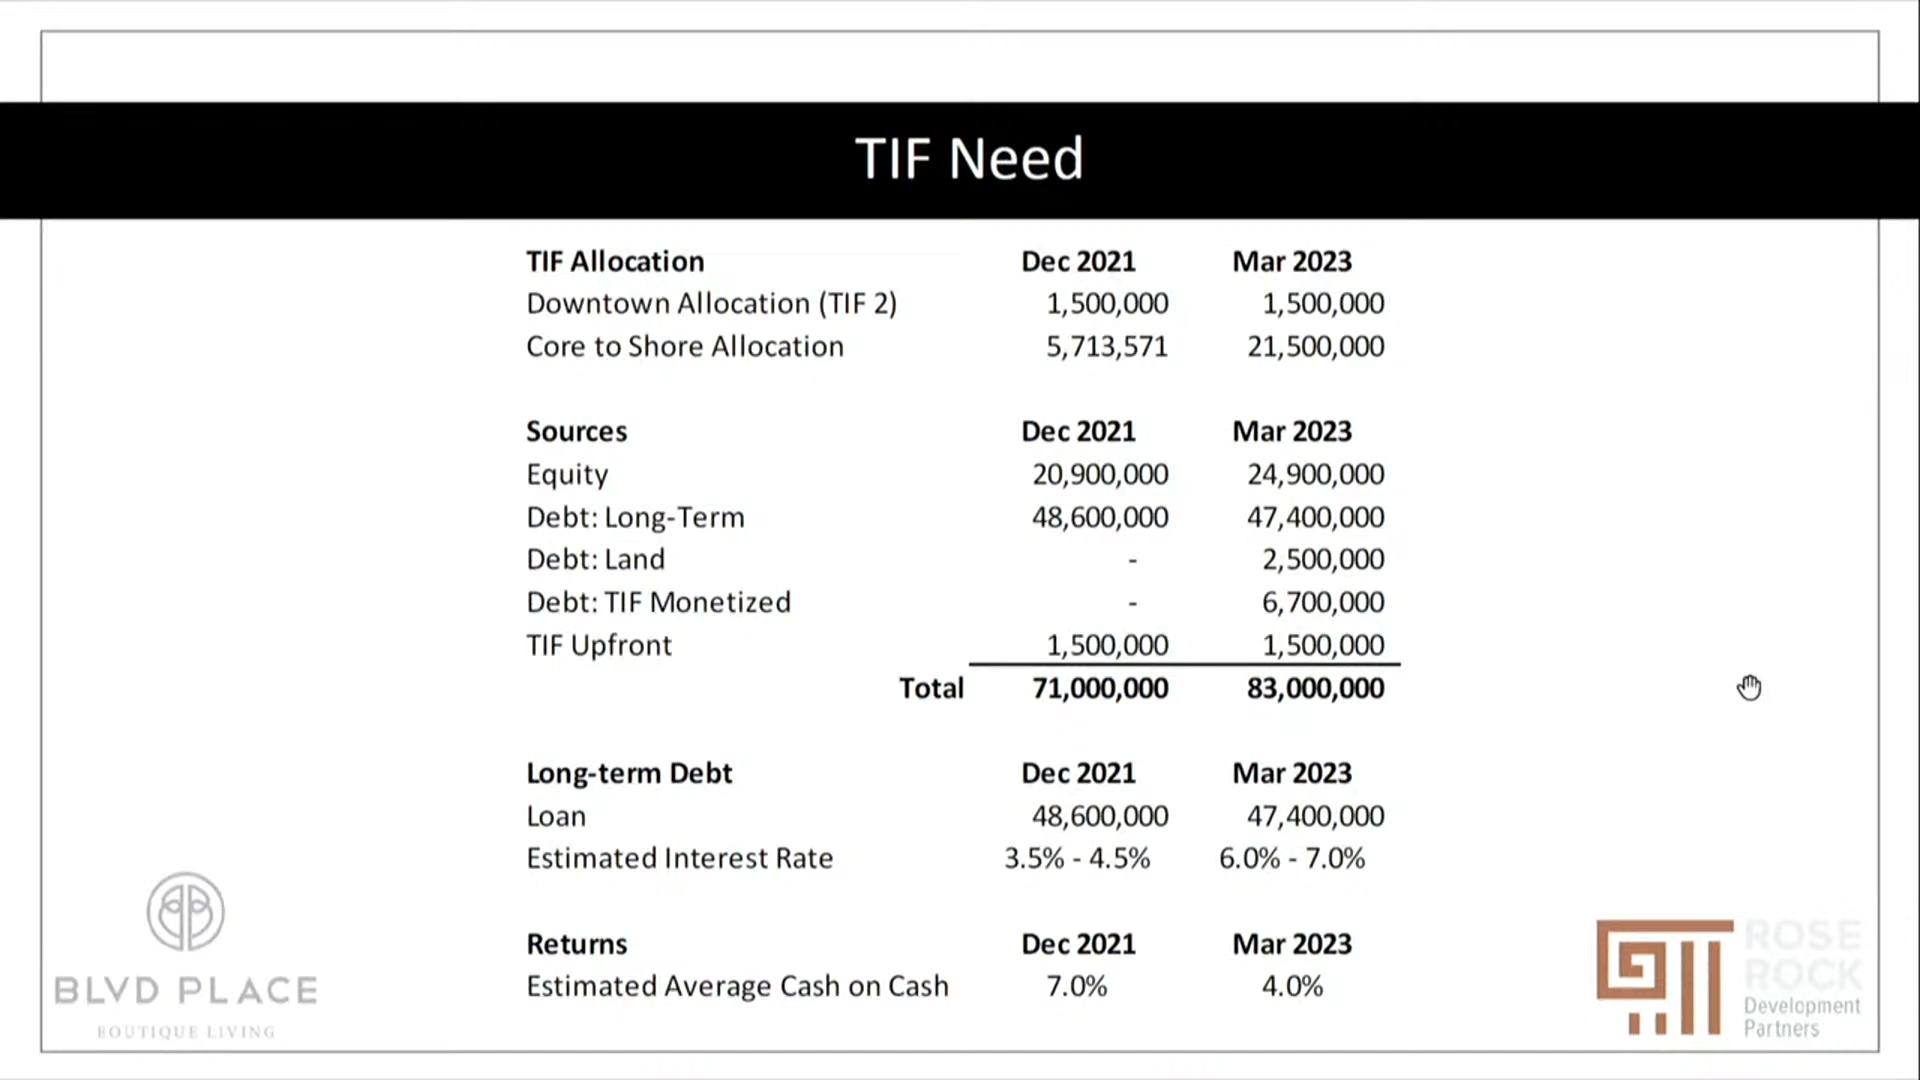 TIF Need
TIF Allocation Dec 2021 Mar 2023
Downtown Allocation (TIF 2) 1,500,000 1,500,000
Core to Shore Allocation 5,713,571 21,500,000
Sources Dec 2021 Mar 2023
Equity 20,900,000 24,900,000
Debt: Long-Term 48,600,000 47,400,000
Debt: Land - 2,500,000
Debt: TIF Monetized - 6,700,000
TIF Upfront 1,500,000 1,500,000
Total 71,000,000 83,000,000
Long-term Debt Dec 2021 Mar 2023
Loan 48,600,000 47,400,000
Estimated Interest Rate 3.5% - 4.5% 6.0% - 7.0%
Returns Dec 2021 Mar 2023
Estimated Average Cash on Cash 7.0% 4.0%
BLVD PLACE
BOUTIQUE LIVING
ROSE
ROCK
Development
Partners